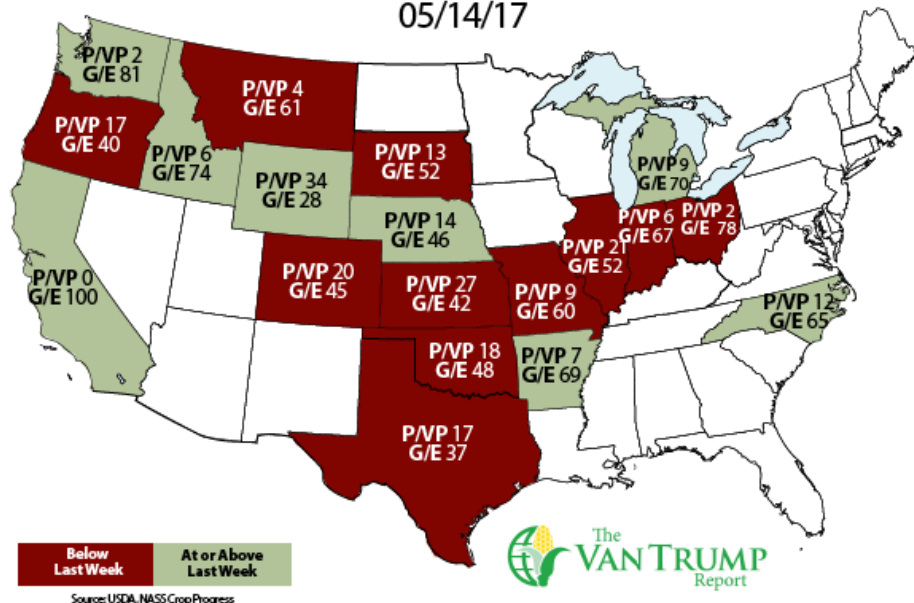 05/14/17
P/VP 2
G/E 81
P/VP 4
G/E 61
P/VP 17
G/E 40
P/VP 6
G/E 74
P/VP 13
G/E 52
P/VP 9
G/E 70
P/VP 34
G/E 28
P/VP 14
G/E 46
P/VP 21
G/E 52
P/VP 6
G/E 67
P/VP 2
G/E 78
P/VP 0
G/E 100
P/VP 20
G/E 45
P/VP 27
G/E 42
P/VP 9
G/E 60
P/VP 12
G/E 65
P/VP 18
G/E 48
P/VP 7
G/E 69
P/VP 17
G/E 37
Below
Last Week
At or Above
Last Week
Source: USDA, NASS Crop Progress
The
VAN TRUMP
Report